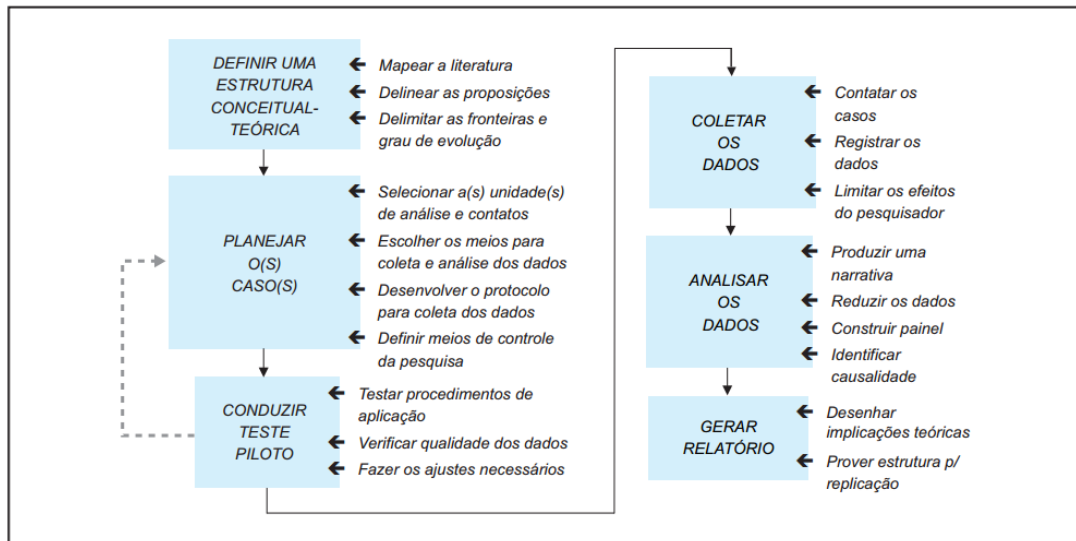 DEFINIR UMA
ESTRUTURA
CONCEITUAL-
TEÓRICA
Mapear a literatura
Delinear as proposições
Delimitar as fronteiras e
grau de evolução
PLANEJAR
O(S)
CASO(S)
Selecionar a(s) unidade(s)
de análise e contatos
Escolher os meios para
coleta e análise dos dados
Desenvolver o protocolo
para coleta dos dados
Definir meios de controle
da pesquisa
CONDUZIR
TESTE
PILOTO
Testar procedimentos de
aplicação
Verificar qualidade dos dados
Fazer os ajustes necessários
COLETAR
OS
DADOS
Contatar os
casos
Registrar os
dados
Limitar os efeitos
do pesquisador
ANALISAR
OS
DADOS
Produzir uma
narrativa
Reduzir os dados
Construir painel
Identificar
causalidade
GERAR
RELATÓRIO
Desenhar
implicações teóricas
Prover estrutura p/
replicação